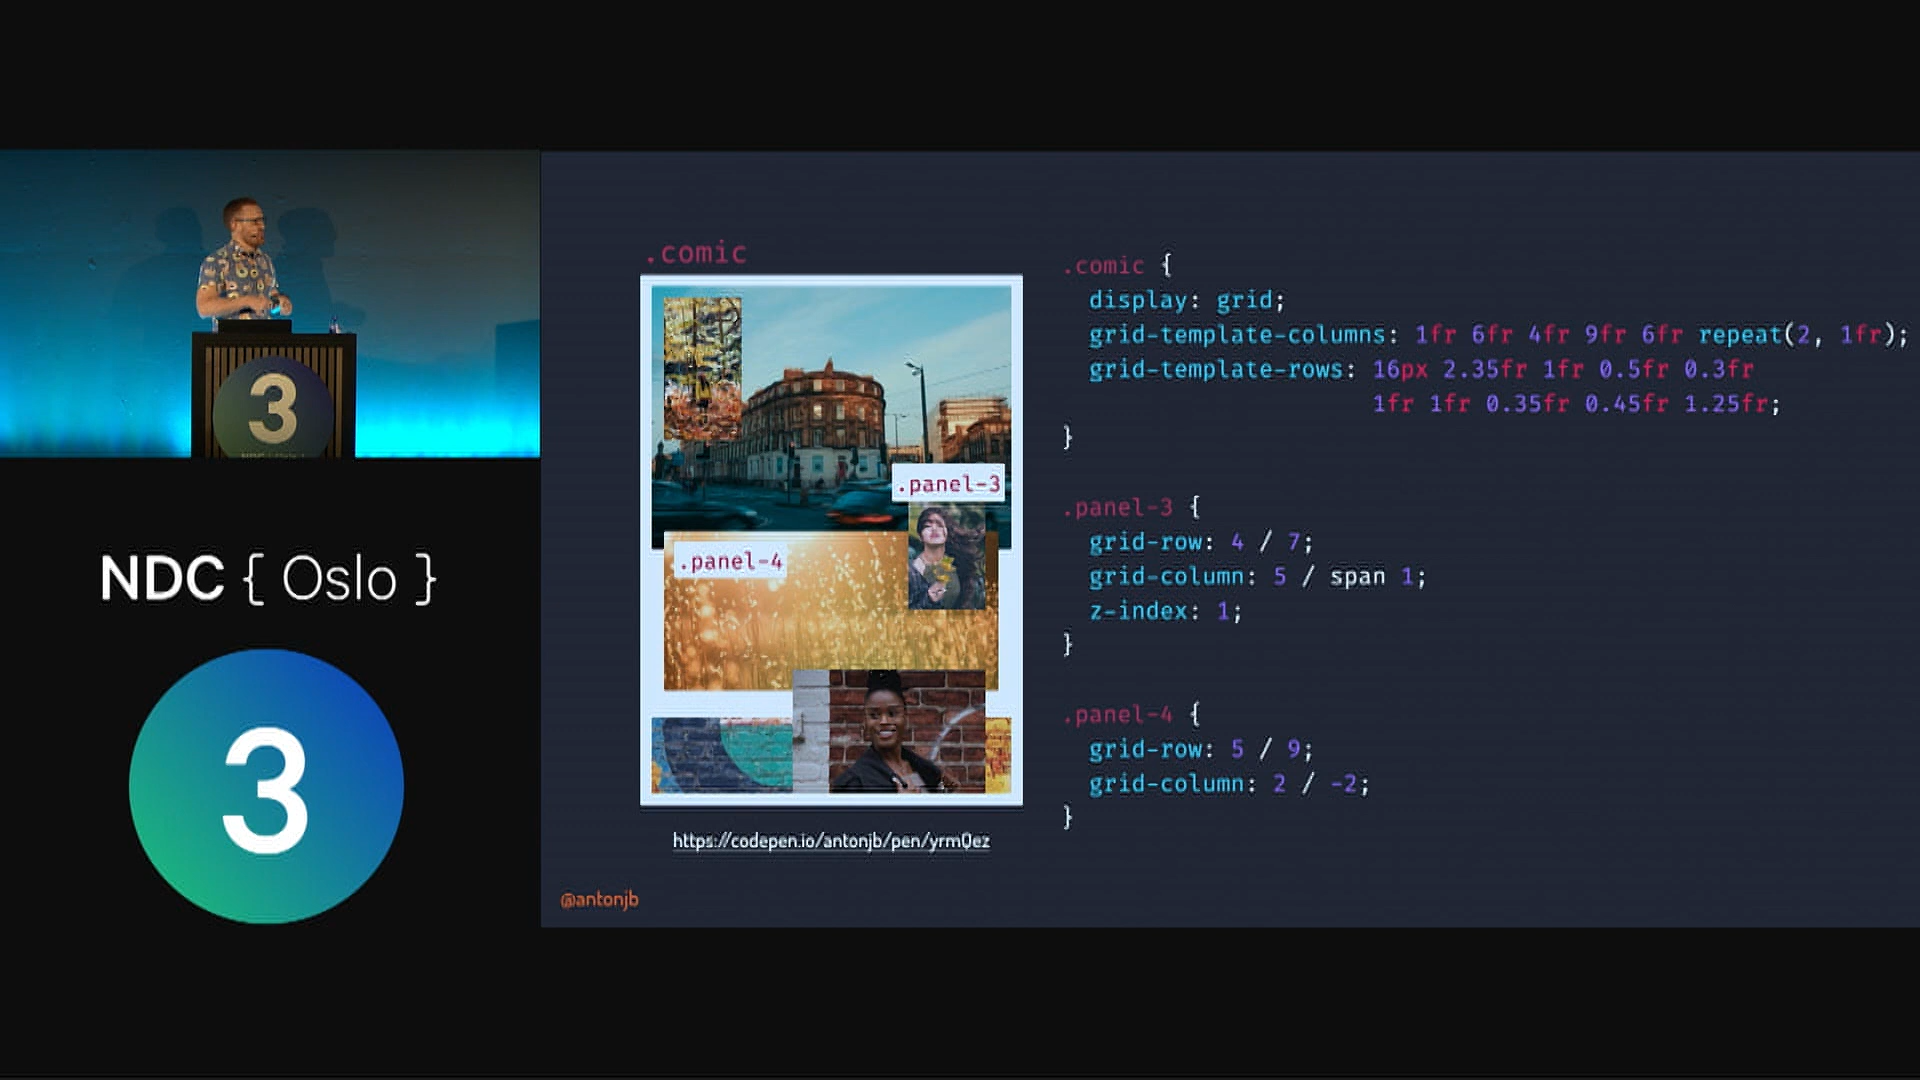 3
NDC { Oslo }
3
.comic
.panel-3
.panel-4
https://codepen.io/antonjb/pen/yrmQez
@antonjb
.comic {
display: grid;
grid-template-columns: 1fr 6fr 4fr 9fr 6fr repeat(2, 1fr);
grid-template-rows: 16px 2.35fr 1fr 0.5fr 0.3fr
1fr 1fr 0.35fr 0.45fr 1.25fr;
}
.panel-3 {
grid-row: 4 / 7;
grid-column: 5 / span 1;
z-index: 1;
}
.panel-4 {
grid-row: 5 / 9;
grid-column: 2 / -2;
}